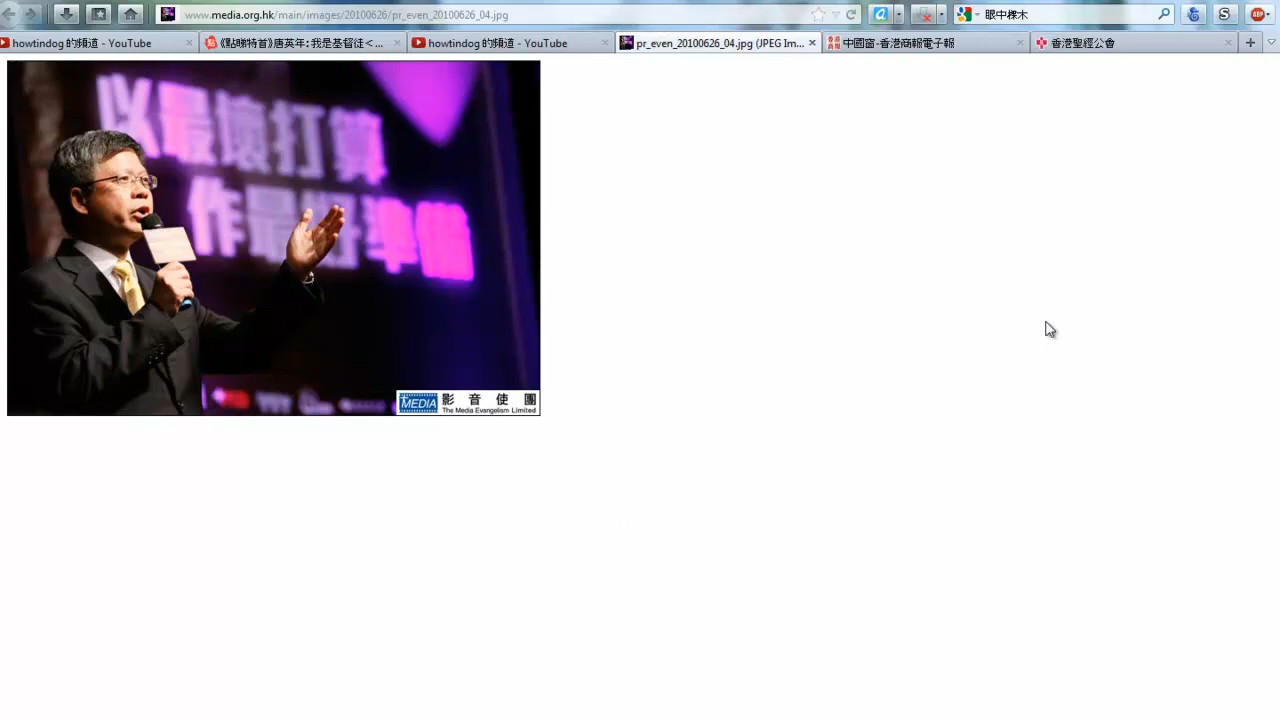 www.media.org.hk/main/images/20100626/pr_even_20100626_04.jpg
眼中樑木
howtindog 的頻道 - YouTube
《點睇特首》唐英年：我是基督徒＜...
howtindog 的頻道 - YouTube
pr_even_20100626_04.jpg (JPEG Im...
中國窗-香港商報電子報
香港聖經公會
以最壞打算
作最好準備
MEDIA
影音使團
The Media Evangelism Limited